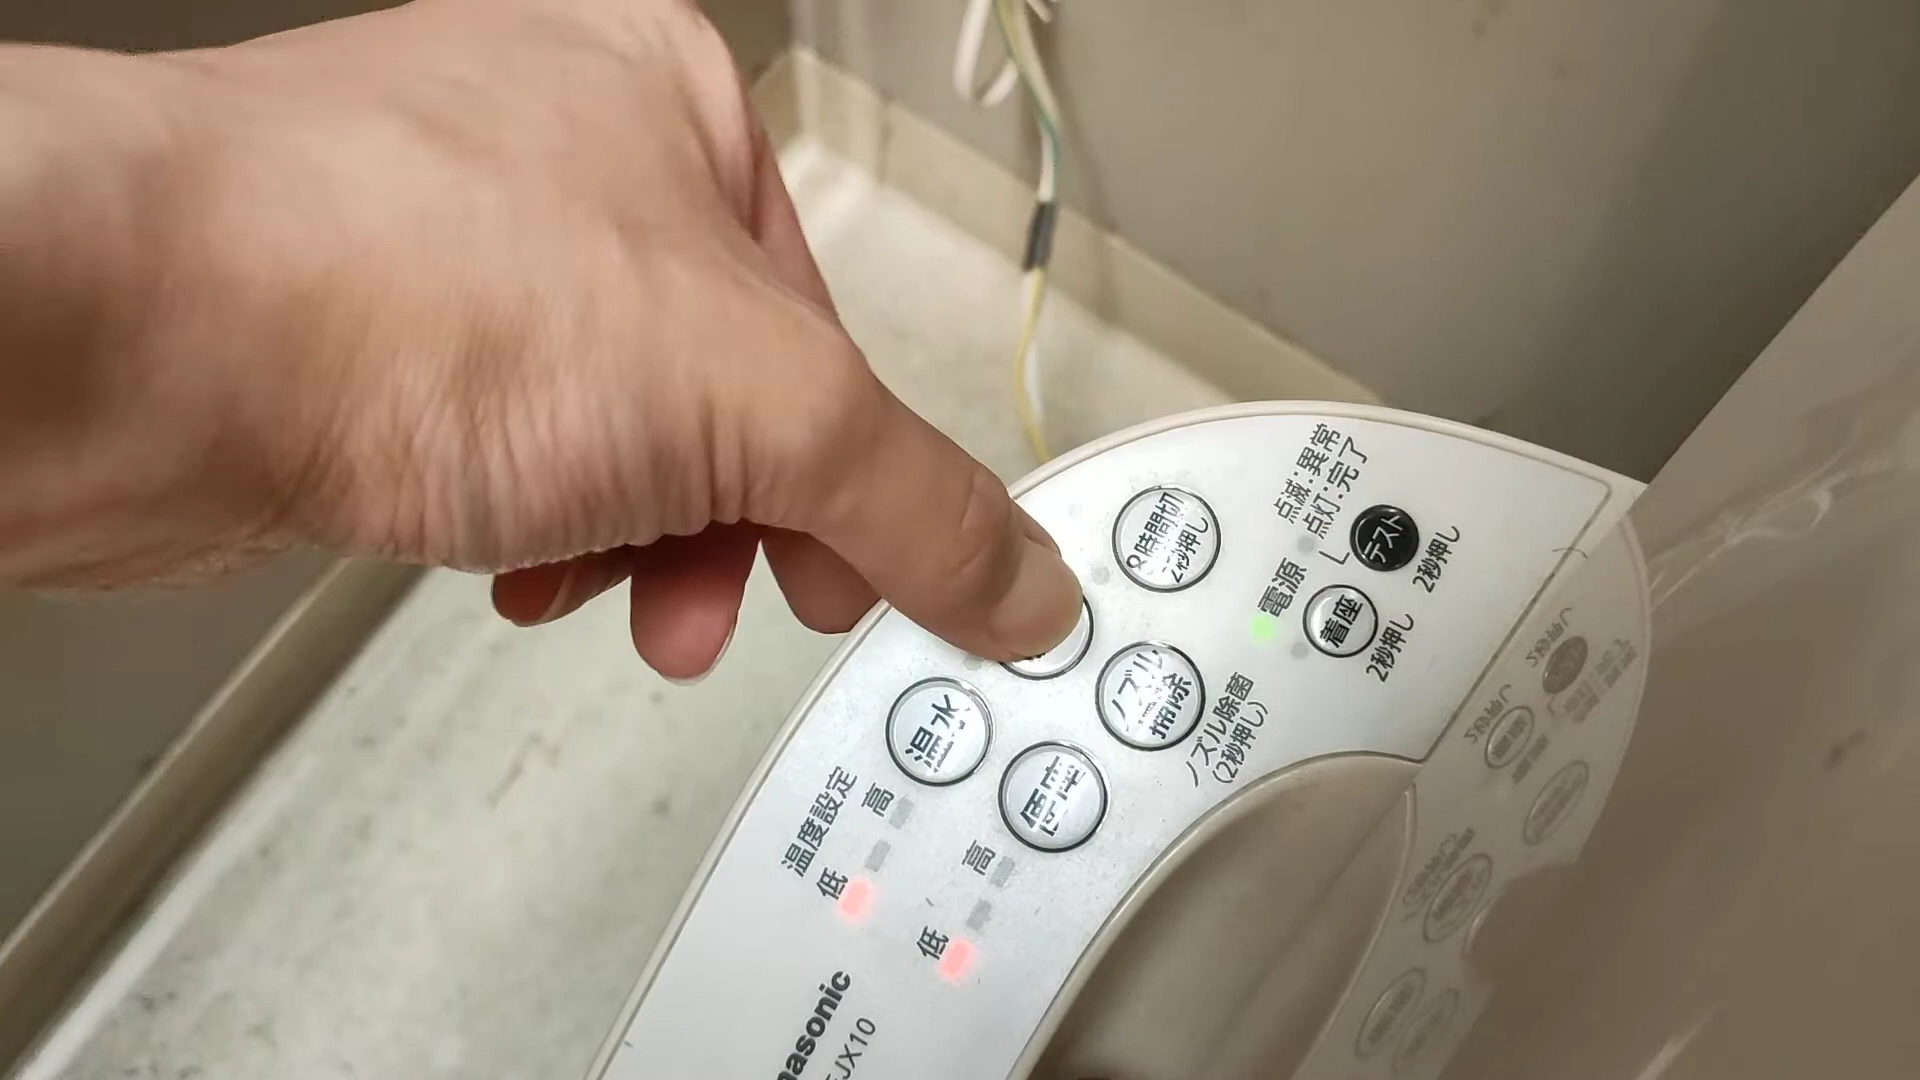 点滅:異常
点灯:完了
テスト
2秒押し
電源
着座
2秒押し
8時間切
2秒押し
ノズル
掃除
ノズル除菌
(2秒押し)
温水
便座
温度設定
高
低
高
低
Panasonic